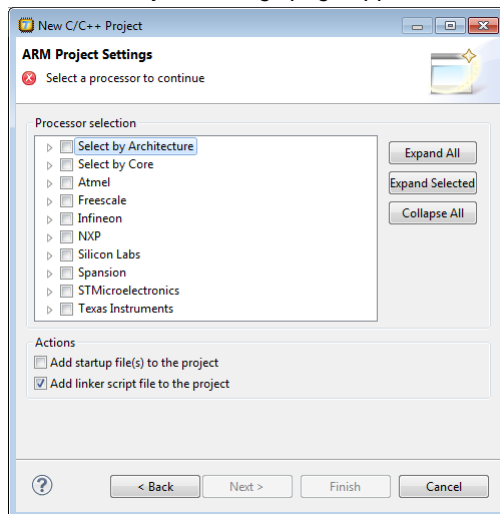 New C/C++ Project
ARM Project Settings
Select a processor to continue
Processor selection
Select by Architecture
Select by Core
Atmel
Freescale
Infineon
NXP
Silicon Labs
Spansion
STMicroelectronics
Texas Instruments
Expand All
Expand Selected
Collapse All
Actions
Add startup file(s) to the project
Add linker script file to the project
< Back
Next >
Finish
Cancel